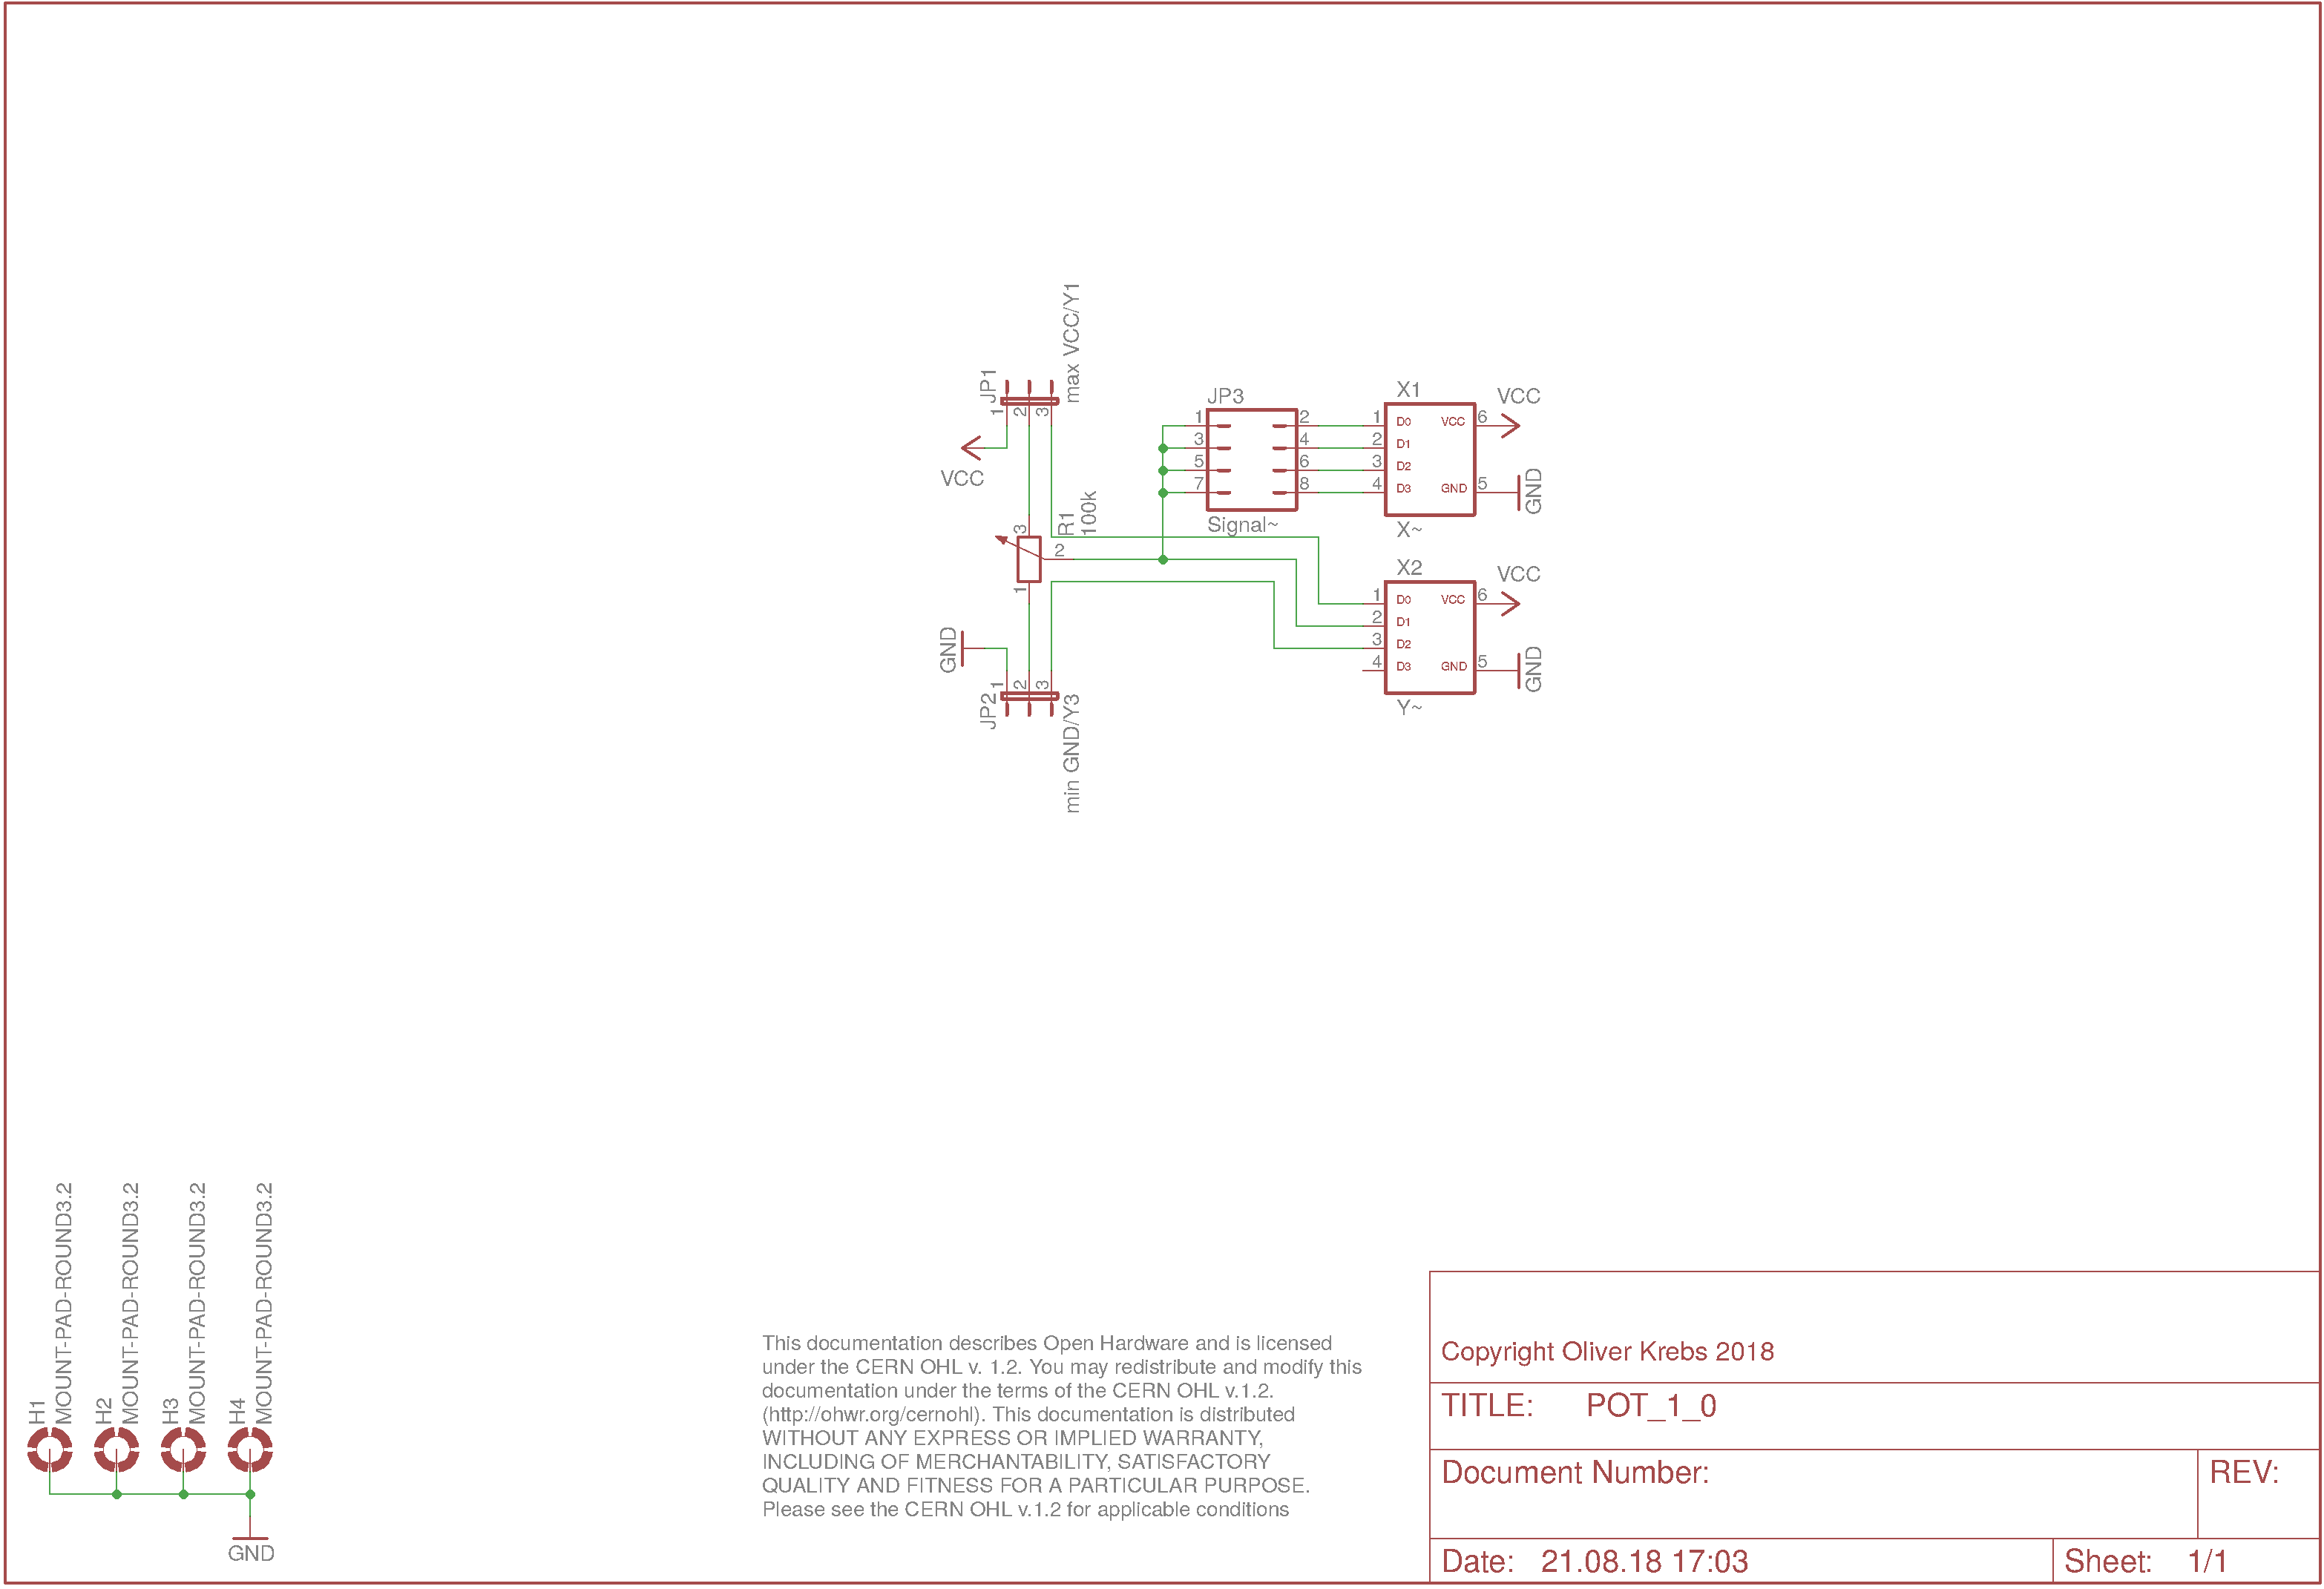 max VCC/Y1
JP1
1
2
3
VCC
R1
100k
3
2
1
GND
JP2
1
2
3
min GND/Y3
JP3
1
3
5
7
2
4
6
8
Signal~
X1
1
2
3
4
D0
D1
D2
D3
VCC
GND
6
5
VCC
GND
X~
X2
1
2
3
4
D0
D1
D2
D3
VCC
GND
6
5
VCC
GND
Y~
H1
MOUNT-PAD-ROUND3.2
H2
MOUNT-PAD-ROUND3.2
H3
MOUNT-PAD-ROUND3.2
H4
MOUNT-PAD-ROUND3.2
GND
This documentation describes Open Hardware and is licensed
under the CERN OHL v. 1.2. You may redistribute and modify this
documentation under the terms of the CERN OHL v.1.2.
(http://ohwr.org/cernohl). This documentation is distributed
WITHOUT ANY EXPRESS OR IMPLIED WARRANTY,
INCLUDING OF MERCHANTABILITY, SATISFACTORY
QUALITY AND FITNESS FOR A PARTICULAR PURPOSE.
Please see the CERN OHL v.1.2 for applicable conditions
Copyright Oliver Krebs 2018
TITLE: POT_1_0
Document Number:
REV:
Date: 21.08.18 17:03
Sheet: 1/1